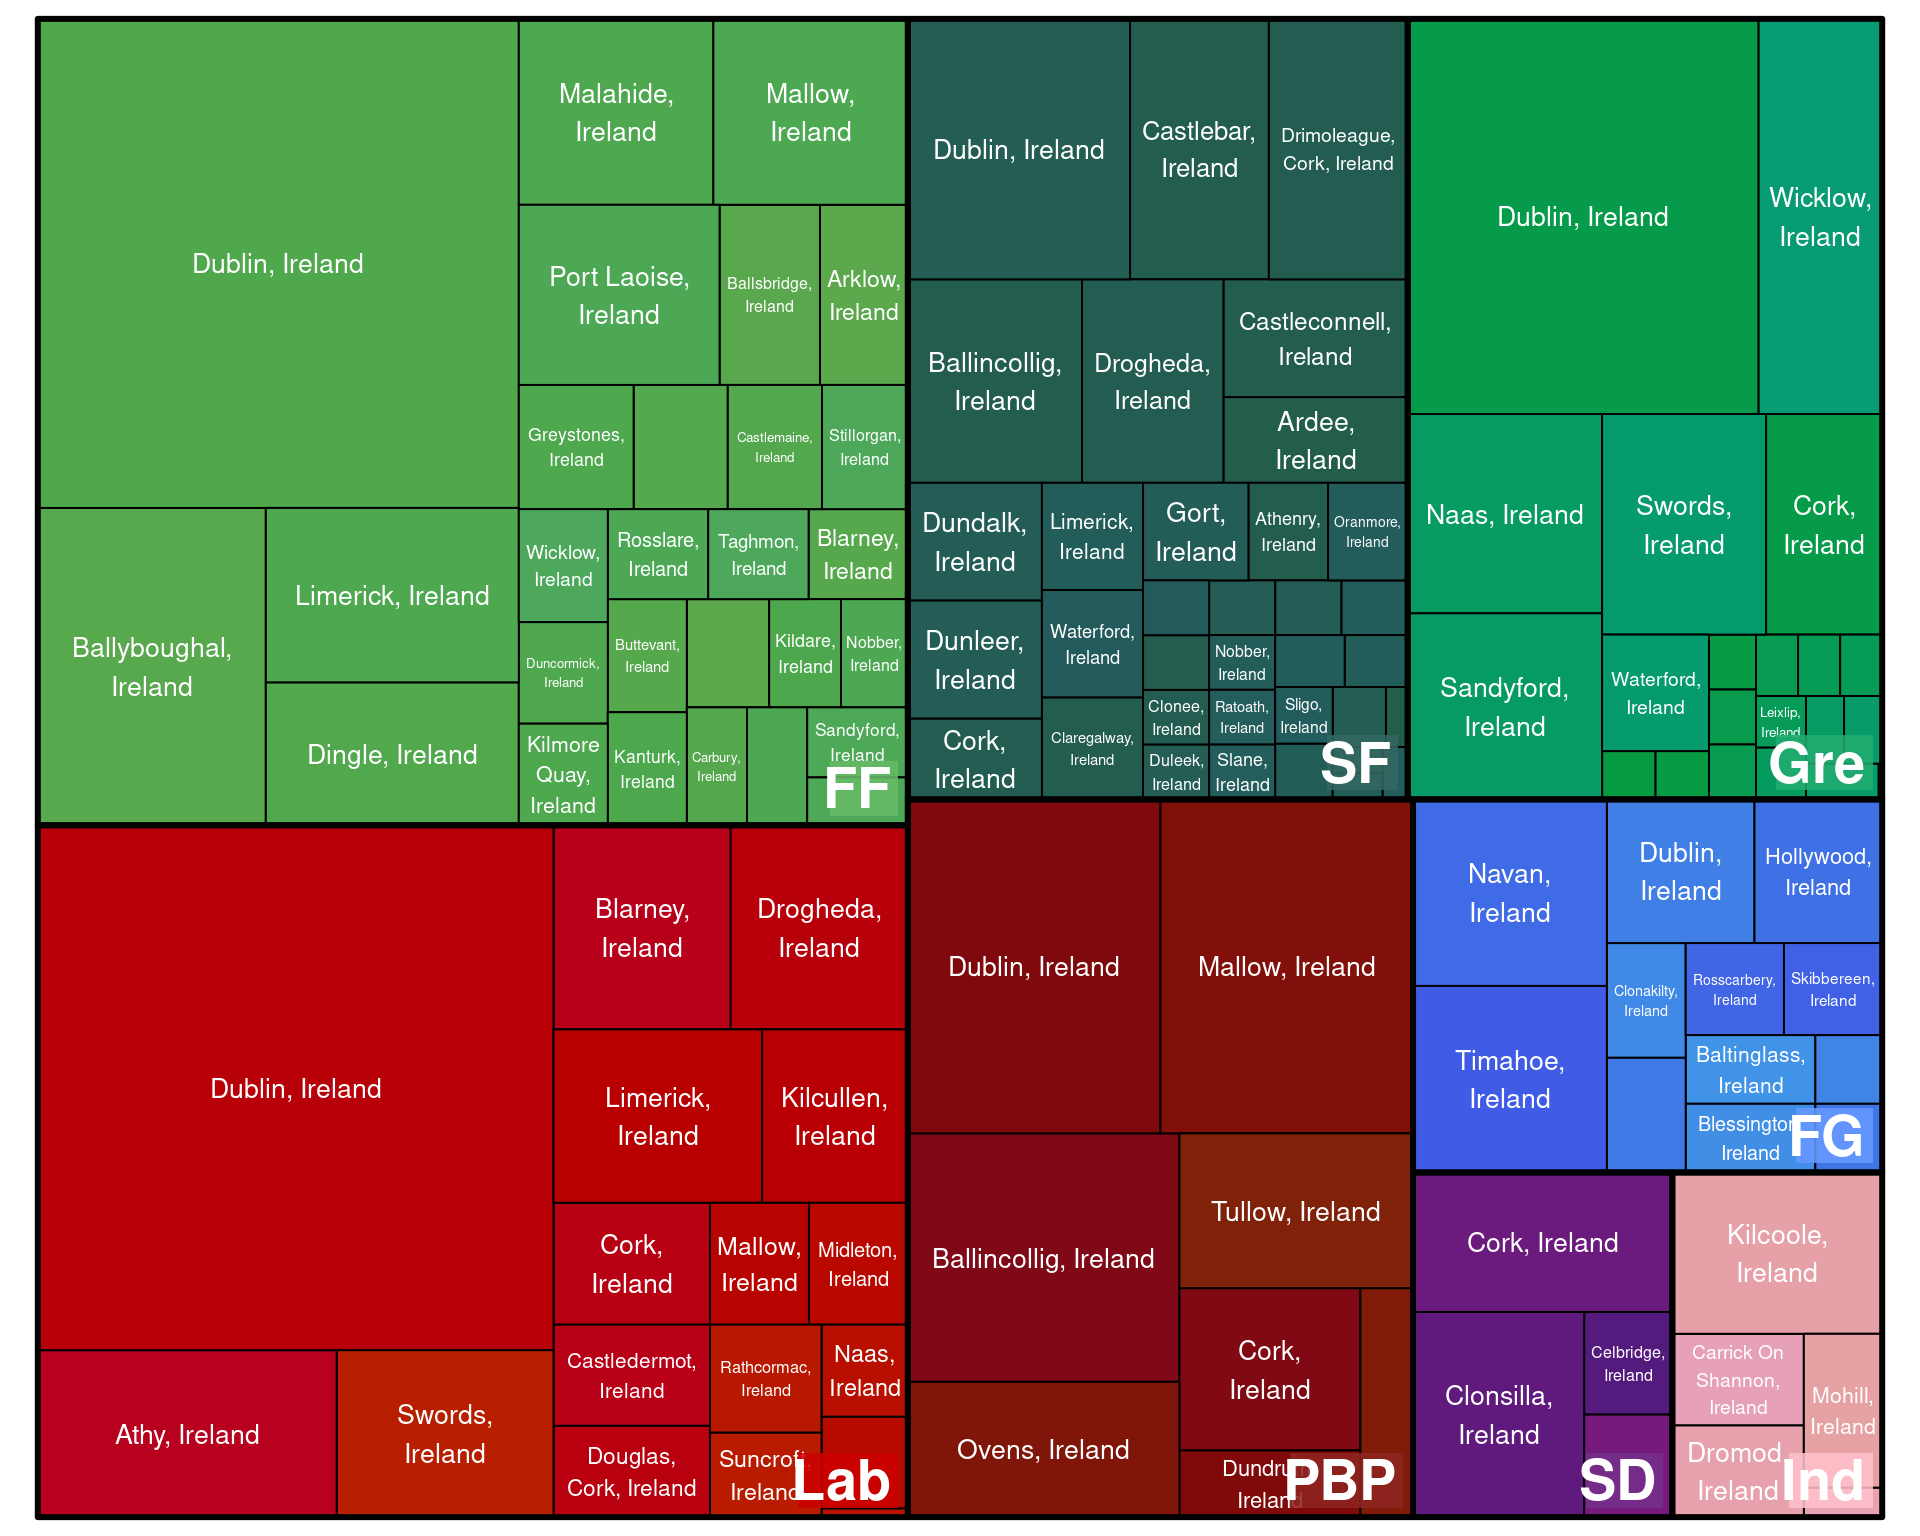 Dublin, Ireland
Malahide,
Ireland
Mallow,
Ireland
Port Laoise,
Ireland
Ballsbridge,
Ireland
Arklow,
Ireland
Greystones,
Ireland
Castlemaine,
Ireland
Stillorgan,
Ireland
Ballyboughal,
Ireland
Limerick, Ireland
Dingle, Ireland
Wicklow,
Ireland
Rosslare,
Ireland
Taghmon,
Ireland
Blarney,
Ireland
Duncormick,
Ireland
Buttevant,
Ireland
Kildare,
Ireland
Nobber,
Ireland
Kilmore
Quay,
Ireland
Kanturk,
Ireland
Carbury,
Ireland
Sandyford,
Ireland
FF
Dublin, Ireland
Castlebar,
Ireland
Drimoleague,
Cork, Ireland
Ballincollig,
Ireland
Drogheda,
Ireland
Castleconnell,
Ireland
Ardee,
Ireland
Dundalk,
Ireland
Limerick,
Ireland
Gort,
Ireland
Athenry,
Ireland
Oranmore,
Ireland
Dunleer,
Ireland
Waterford,
Ireland
Nobber,
Ireland
Cork,
Ireland
Claregalway,
Ireland
Clonee,
Ireland
Ratoath,
Ireland
Sligo,
Ireland
Duleek,
Ireland
Slane,
Ireland
SF
Dublin, Ireland
Wicklow,
Ireland
Naas, Ireland
Swords,
Ireland
Cork,
Ireland
Sandyford,
Ireland
Waterford,
Ireland
Leixlip,
Ireland
Gre
Dublin, Ireland
Blarney,
Ireland
Drogheda,
Ireland
Limerick,
Ireland
Kilcullen,
Ireland
Cork,
Ireland
Mallow,
Ireland
Midleton,
Ireland
Athy, Ireland
Swords,
Ireland
Castledermot,
Ireland
Rathcormac,
Ireland
Naas,
Ireland
Douglas,
Cork, Ireland
Suncroft,
Ireland
Lab
Dublin, Ireland
Mallow, Ireland
Ballincollig, Ireland
Tullow, Ireland
Cork,
Ireland
Ovens, Ireland
Dundrum,
Ireland
PBP
Navan,
Ireland
Dublin,
Ireland
Hollywood,
Ireland
Timahoe,
Ireland
Clonakilty,
Ireland
Rosscarbery,
Ireland
Skibbereen,
Ireland
Baltinglass,
Ireland
Blessington,
Ireland
FG
Cork, Ireland
Clonsilla,
Ireland
Celbridge,
Ireland
SD
Kilcoole,
Ireland
Carrick On
Shannon,
Ireland
Mohill,
Ireland
Dromod,
Ireland
Ind